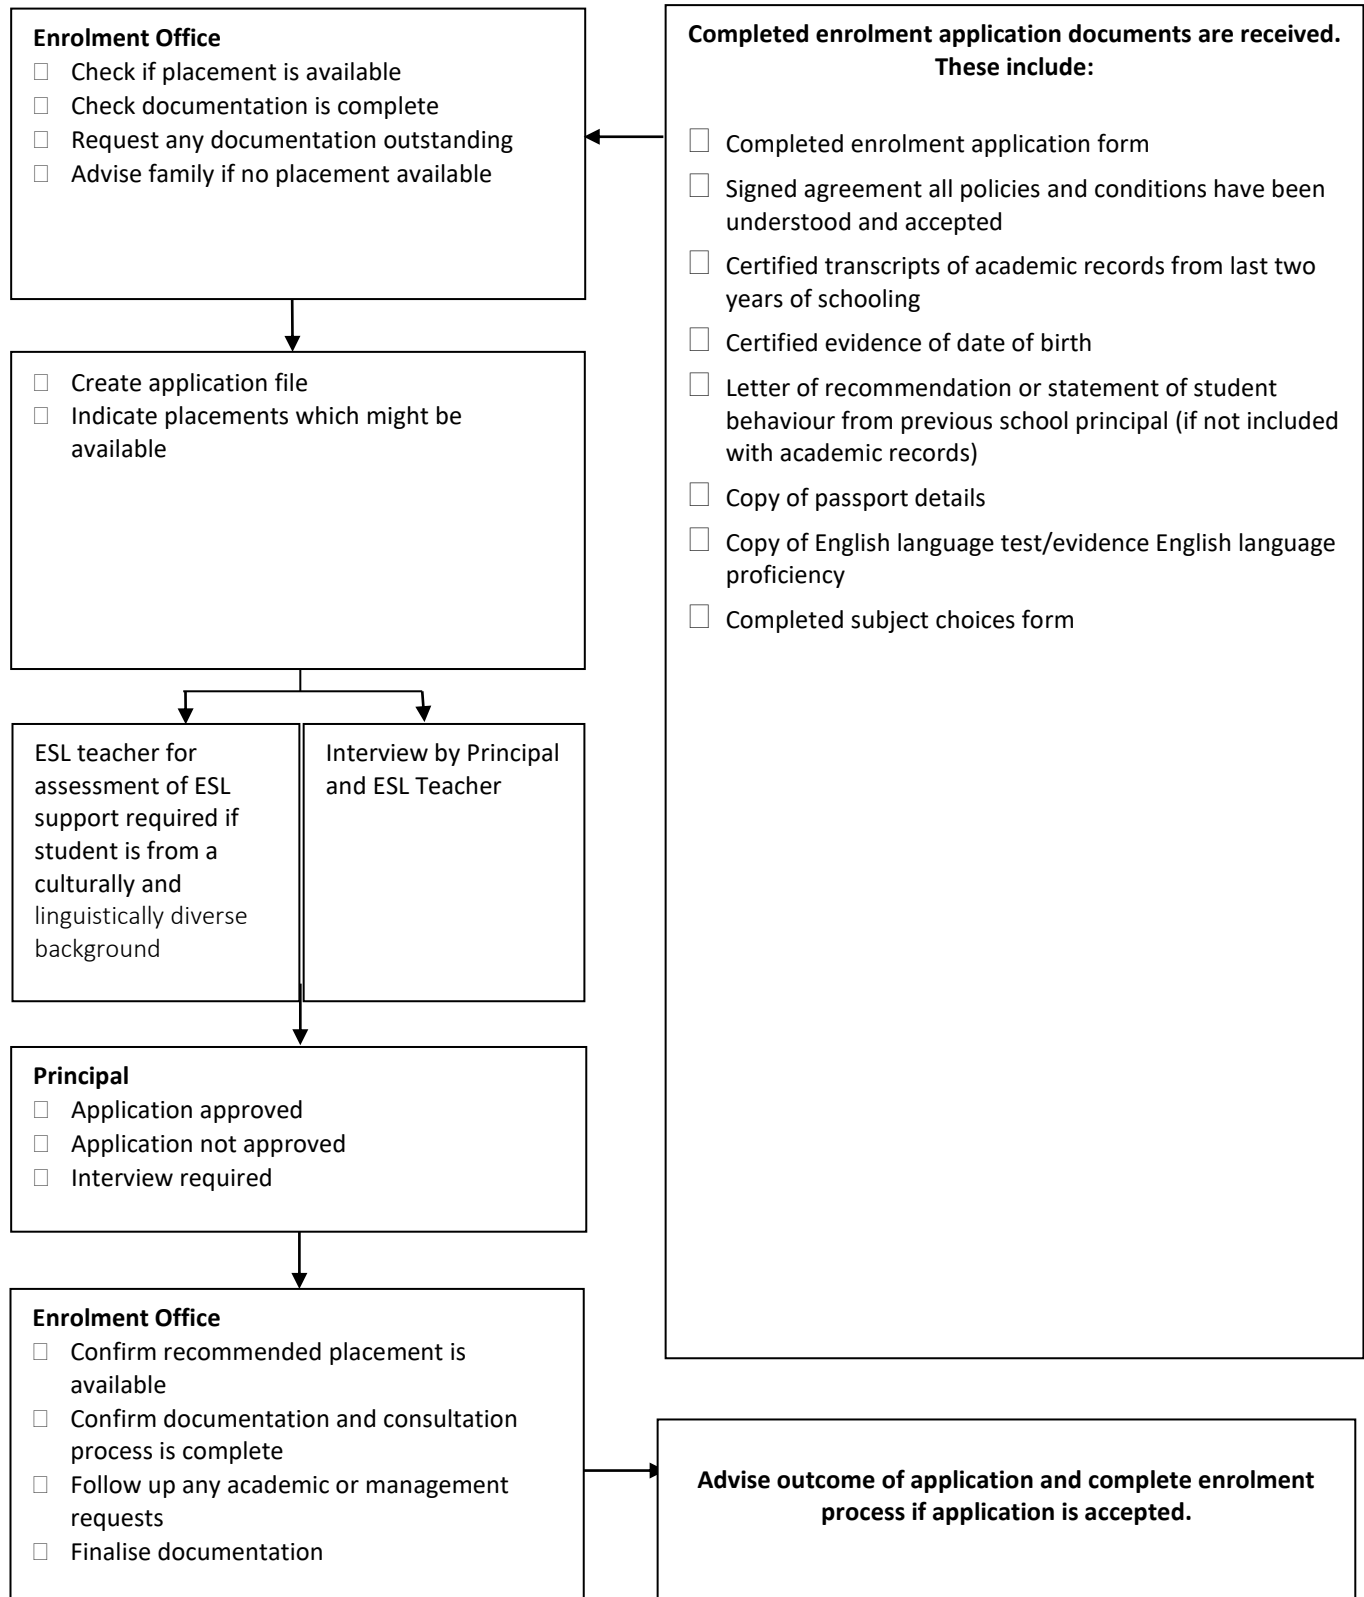 Enrolment Office
☐ Check if placement is available
☐ Check documentation is complete
☐ Request any documentation outstanding
☐ Advise family if no placement available
Completed enrolment application documents are received.
These include:
☐ Completed enrolment application form
☐ Signed agreement all policies and conditions have been
understood and accepted
☐ Certified transcripts of academic records from last two
years of schooling
☐ Certified evidence of date of birth
☐ Letter of recommendation or statement of student
behaviour from previous school principal (if not included
with academic records)
☐ Copy of passport details
☐ Copy of English language test/evidence English language
proficiency
☐ Completed subject choices form
☐ Create application file
☐ Indicate placements which might be
available
ESL teacher for
assessment of ESL
support required if
student is from a
culturally and
linguistically diverse
background
Interview by Principal
and ESL Teacher
Principal
☐ Application approved
☐ Application not approved
☐ Interview required
Enrolment Office
☐ Confirm recommended placement is
available
☐ Confirm documentation and consultation
process is complete
☐ Follow up any academic or management
requests
☐ Finalise documentation
Advise outcome of application and complete enrolment
process if application is accepted.